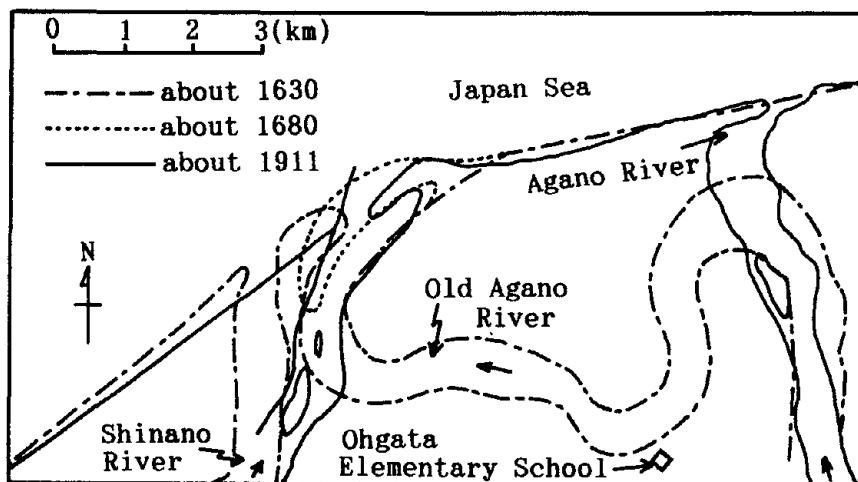 0 1 2 3(km)
about 1630
about 1680
about 1911
Japan Sea
Agano River
N
Old Agano
River
Shinano
River
Ohgata
Elementary School